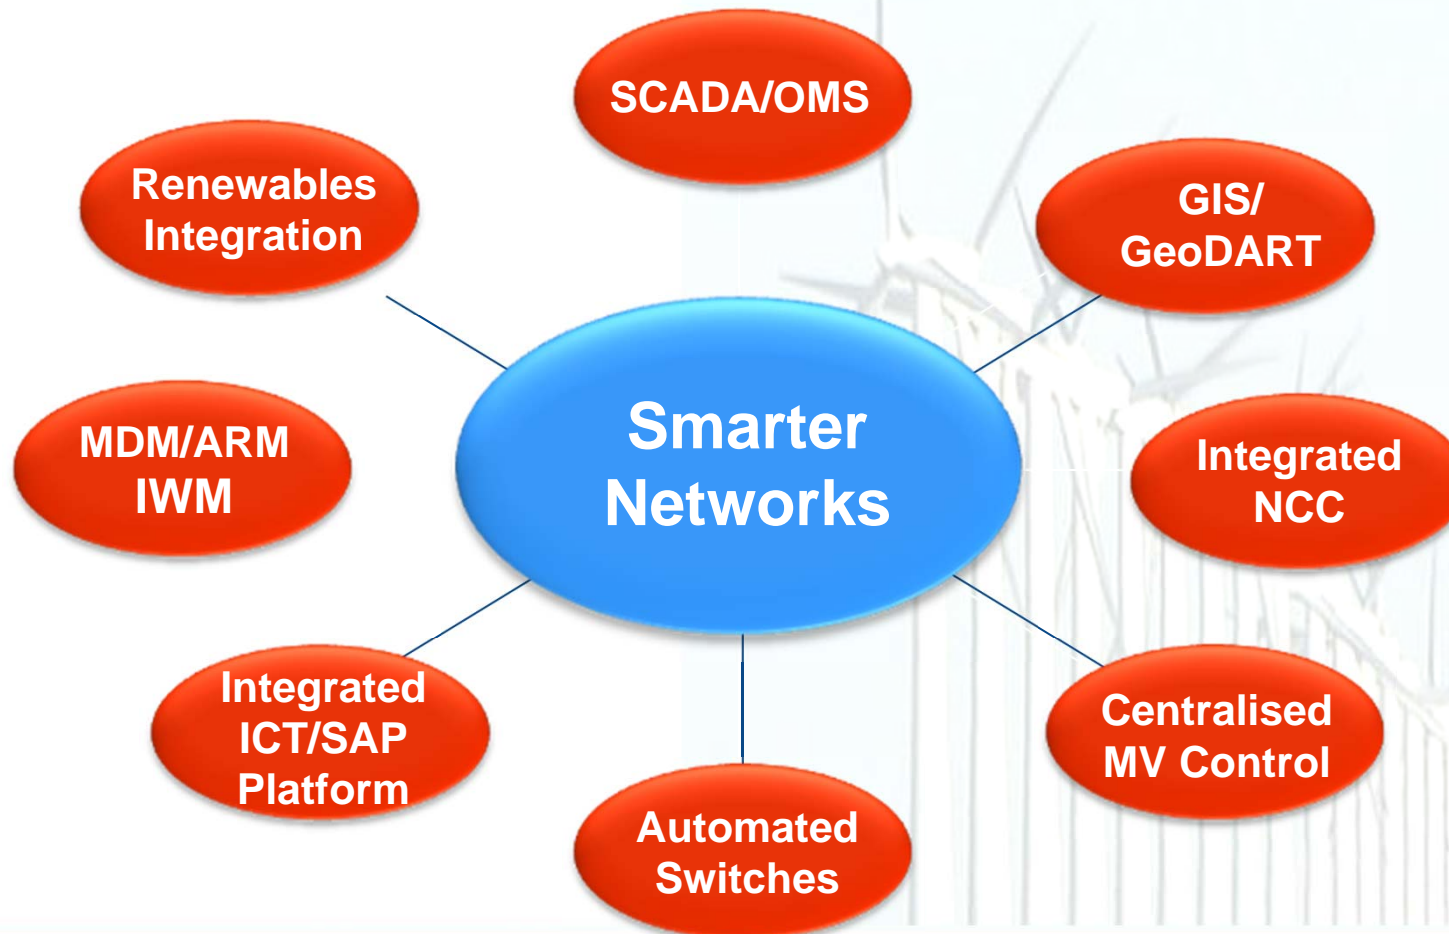 SCADA/OMS
Renewables
Integration
GIS/
GeoDART
Smarter
Networks
MDM/ARM
IWM
Integrated
NCC
Integrated
ICT/SAP
Platform
Centralised
MV Control
Automated
Switches